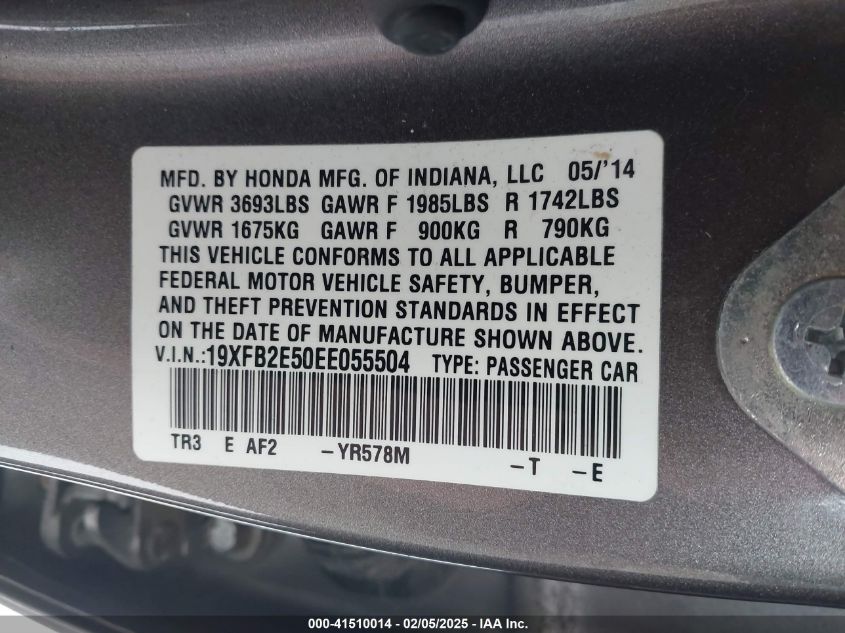 MFD. BY HONDA MFG. OF INDIANA, LLC 05/'14
GVWR 3693LBS GAWR F 1985LBS R 1742LBS
GVWR 1675KG GAWR F 900KG R 790KG
THIS VEHICLE CONFORMS TO ALL APPLICABLE
FEDERAL MOTOR VEHICLE SAFETY, BUMPER,
AND THEFT PREVENTION STANDARDS IN EFFECT
ON THE DATE OF MANUFACTURE SHOWN ABOVE.
V.I.N.:19XFB2E50EE055504 TYPE: PASSENGER CAR
TR3 E AF2 -YR578M -T -E
000-41510014 | 02/05/2025 - IAA Inc.